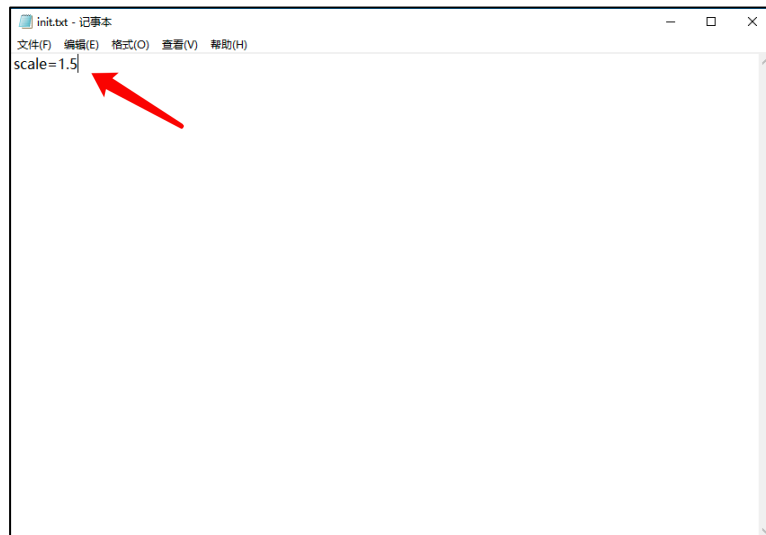 init.txt - 记事本
文件(F) 编辑(E) 格式(O) 查看(V) 帮助(H)
scale=1.5